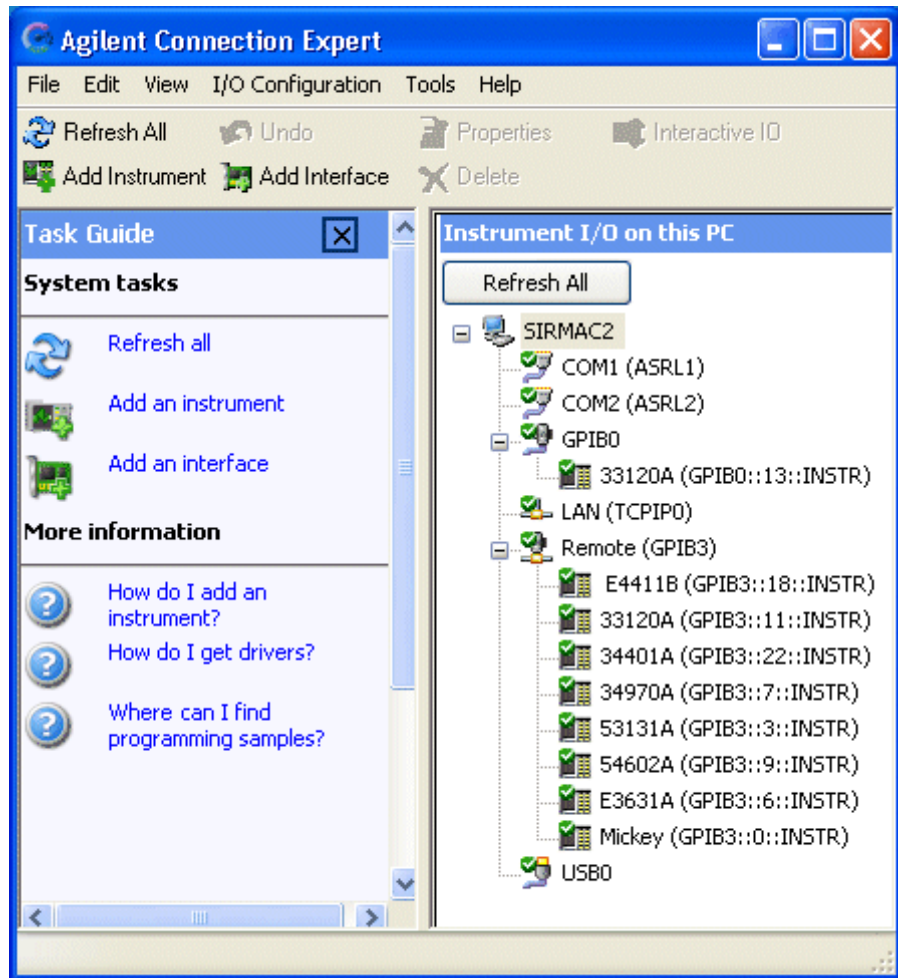 Agilent Connection Expert
File Edit View I/O Configuration Tools Help
Refresh All Undo Properties Interactive IO
Add Instrument Add Interface Delete
Task Guide
System tasks
Refresh all
Add an instrument
Add an interface
More information
How do I add an
instrument?
How do I get drivers?
Where can I find
programming samples?
Instrument I/O on this PC
Refresh All
SIRMAC2
COM1 (ASRL1)
COM2 (ASRL2)
GPIB0
33120A (GPIB0::13::INSTR)
LAN (TCPIP0)
Remote (GPIB3)
E4411B (GPIB3::18::INSTR)
33120A (GPIB3::11::INSTR)
34401A (GPIB3::22::INSTR)
34970A (GPIB3::7::INSTR)
53131A (GPIB3::3::INSTR)
54602A (GPIB3::9::INSTR)
E3631A (GPIB3::6::INSTR)
Mickey (GPIB3::0::INSTR)
USB0